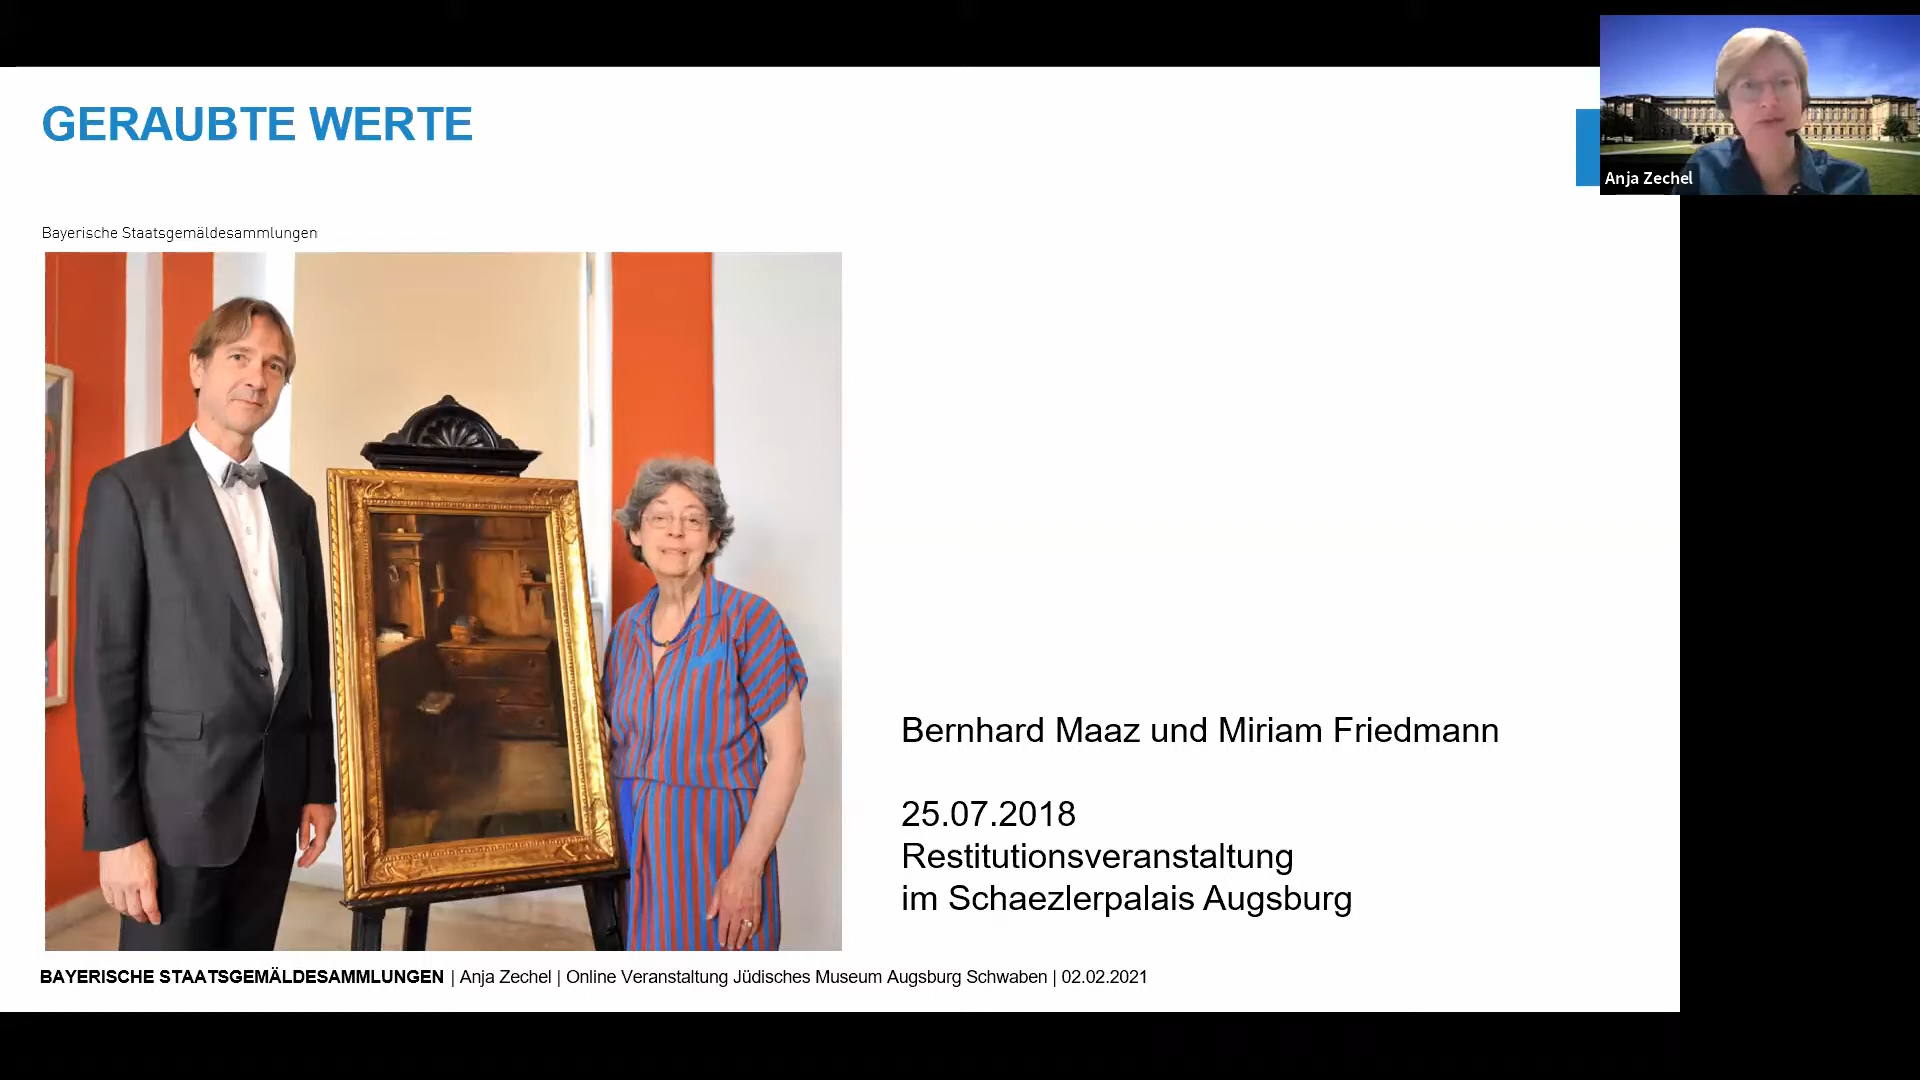 GERAUBTE WERTE
Anja Zechel
Bayerische Staatsgemäldesammlungen
Bernhard Maaz und Miriam Friedmann
25.07.2018
Restitutionsveranstaltung
im Schaezlerpalais Augsburg
BAYERISCHE STAATSGEMÄLDESAMMLUNGEN | Anja Zechel | Online Veranstaltung Jüdisches Museum Augsburg Schwaben | 02.02.2021